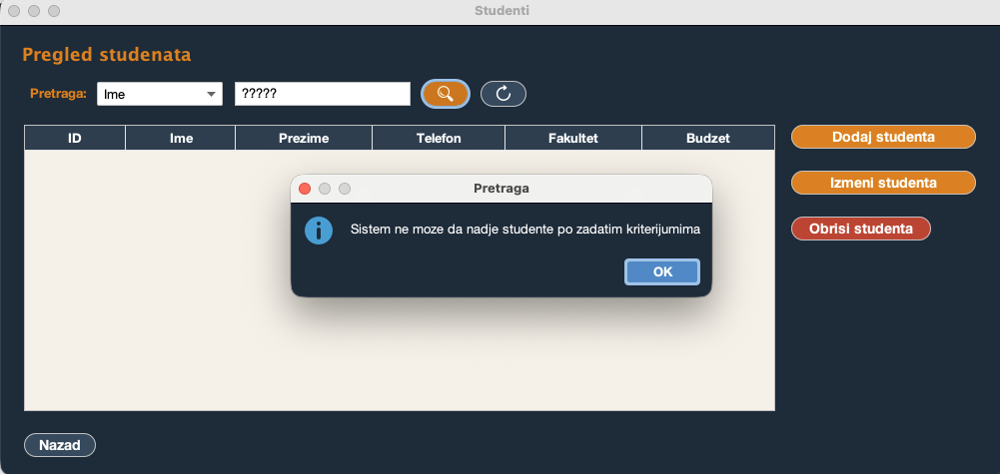 Studenti
Pregled studenata
Pretraga: Ime ?????
ID Ime Prezime Telefon Fakultet Budzet
Dodaj studenta
Izmeni studenta
Obrisi studenta
Pretraga
Sistem ne moze da nadje studente po zadatim kriterijumima
OK
Nazad